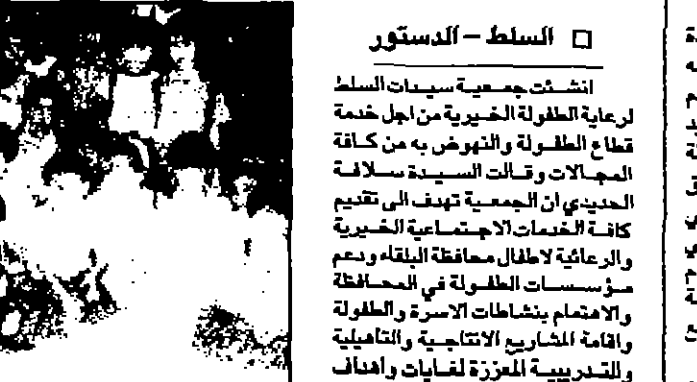 □ السلط – الدستور
انشئت جمعية سيدات السلط
لرعاية الطفولة الخيرية من اجل خدمة
قطاع الطفولة والنهوض به من كافة
المجالات وقالت السيدة سلافة
الحديدي ان الجمعية تهدف الى تقديم
كافة الخدمات الاجتماعية الخيرية
والرعائية لاطفال محافظة البلقاء ودعم
مؤسسات الطفولة في المحافظة
والاهتمام بنشاطات الاسرة والطفولة
واقامة المشاريع الانتاجية والتاهيلية
والتدريبية المعززة لغايات واهداف